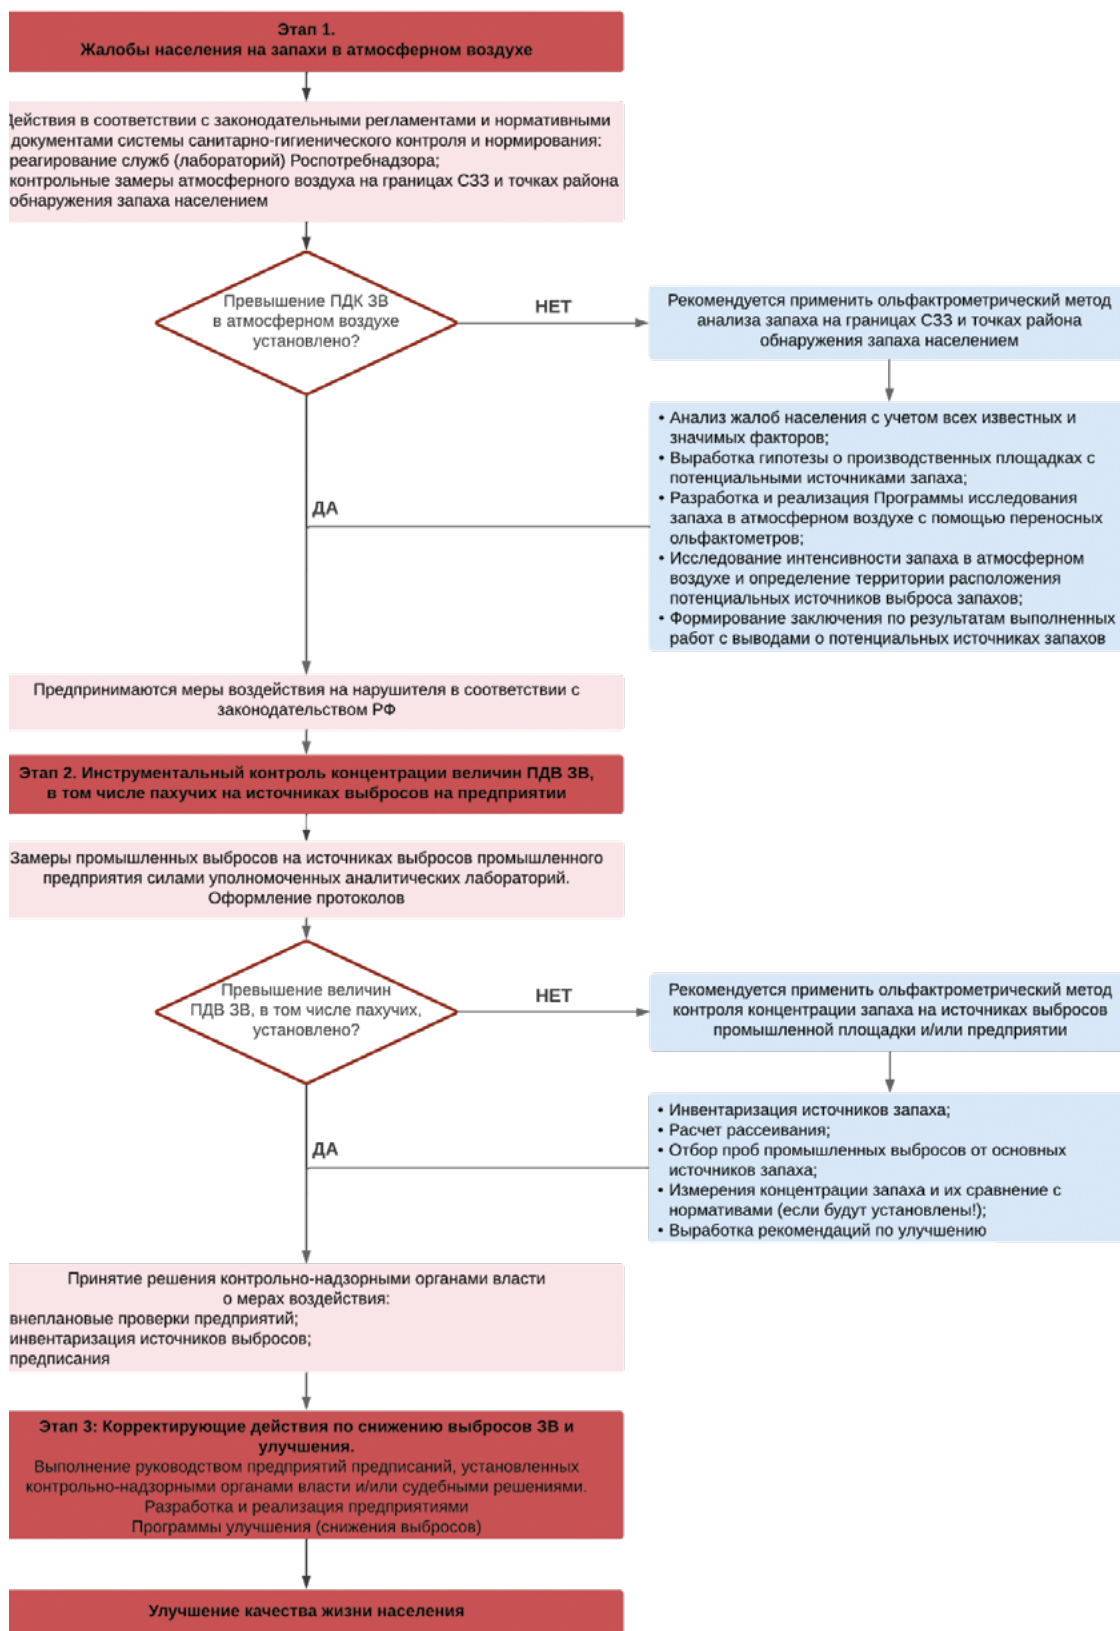 Этап 1.
Жалобы населения на запахи в атмосферном воздухе
Действия в соответствии с законодательными регламентами и нормативными
документами системы санитарно-гигиенического контроля и нормирования:
реагирование служб (лабораторий) Роспотребнадзора;
контрольные замеры атмосферного воздуха на границах СЗЗ и точках района
обнаружения запаха населением
Превышение ПДК ЗВ
в атмосферном воздухе
установлено?
НЕТ
Рекомендуется применить ольфактрометрический метод
анализа запаха на границах СЗЗ и точках района
обнаружения запаха населением
• Анализ жалоб населения с учетом всех известных и
значимых факторов;
• Выработка гипотезы о производственных площадках с
потенциальными источниками запаха;
• Разработка и реализация Программы исследования
запаха в атмосферном воздухе с помощью переносных
ольфактометров;
• Исследование интенсивности запаха в атмосферном
воздухе и определение территории расположения
потенциальных источников выброса запахов;
• Формирование заключения по результатам выполненных
работ с выводами о потенциальных источниках запахов
ДА
Предпринимаются меры воздействия на нарушителя в соответствии с
законодательством РФ
Этап 2. Инструментальный контроль концентрации величин ПДВ ЗВ,
в том числе пахучих на источниках выбросов на предприятии
Замеры промышленных выбросов на источниках выбросов промышленного
предприятия силами уполномоченных аналитических лабораторий.
Оформление протоколов
Превышение величин
ПДВ ЗВ, в том числе пахучих,
установлено?
НЕТ
Рекомендуется применить ольфактрометрический метод
контроля концентрации запаха на источниках выбросов
промышленной площадки и/или предприятии
• Инвентаризация источников запаха;
• Расчет рассеивания;
• Отбор проб промышленных выбросов от основных
источников запаха;
• Измерения концентрации запаха и их сравнение с
нормативами (если будут установлены!);
• Выработка рекомендаций по улучшению
ДА
Принятие решения контрольно-надзорными органами власти
о мерах воздействия:
внеплановые проверки предприятий;
инвентаризация источников выбросов;
предписания
Этап 3: Корректирующие действия по снижению выбросов ЗВ и
улучшения.
Выполнение руководством предприятий предписаний, установленных
контрольно-надзорными органами власти и/или судебными решениями.
Разработка и реализация предприятиями
Программы улучшения (снижения выбросов)
Улучшение качества жизни населения